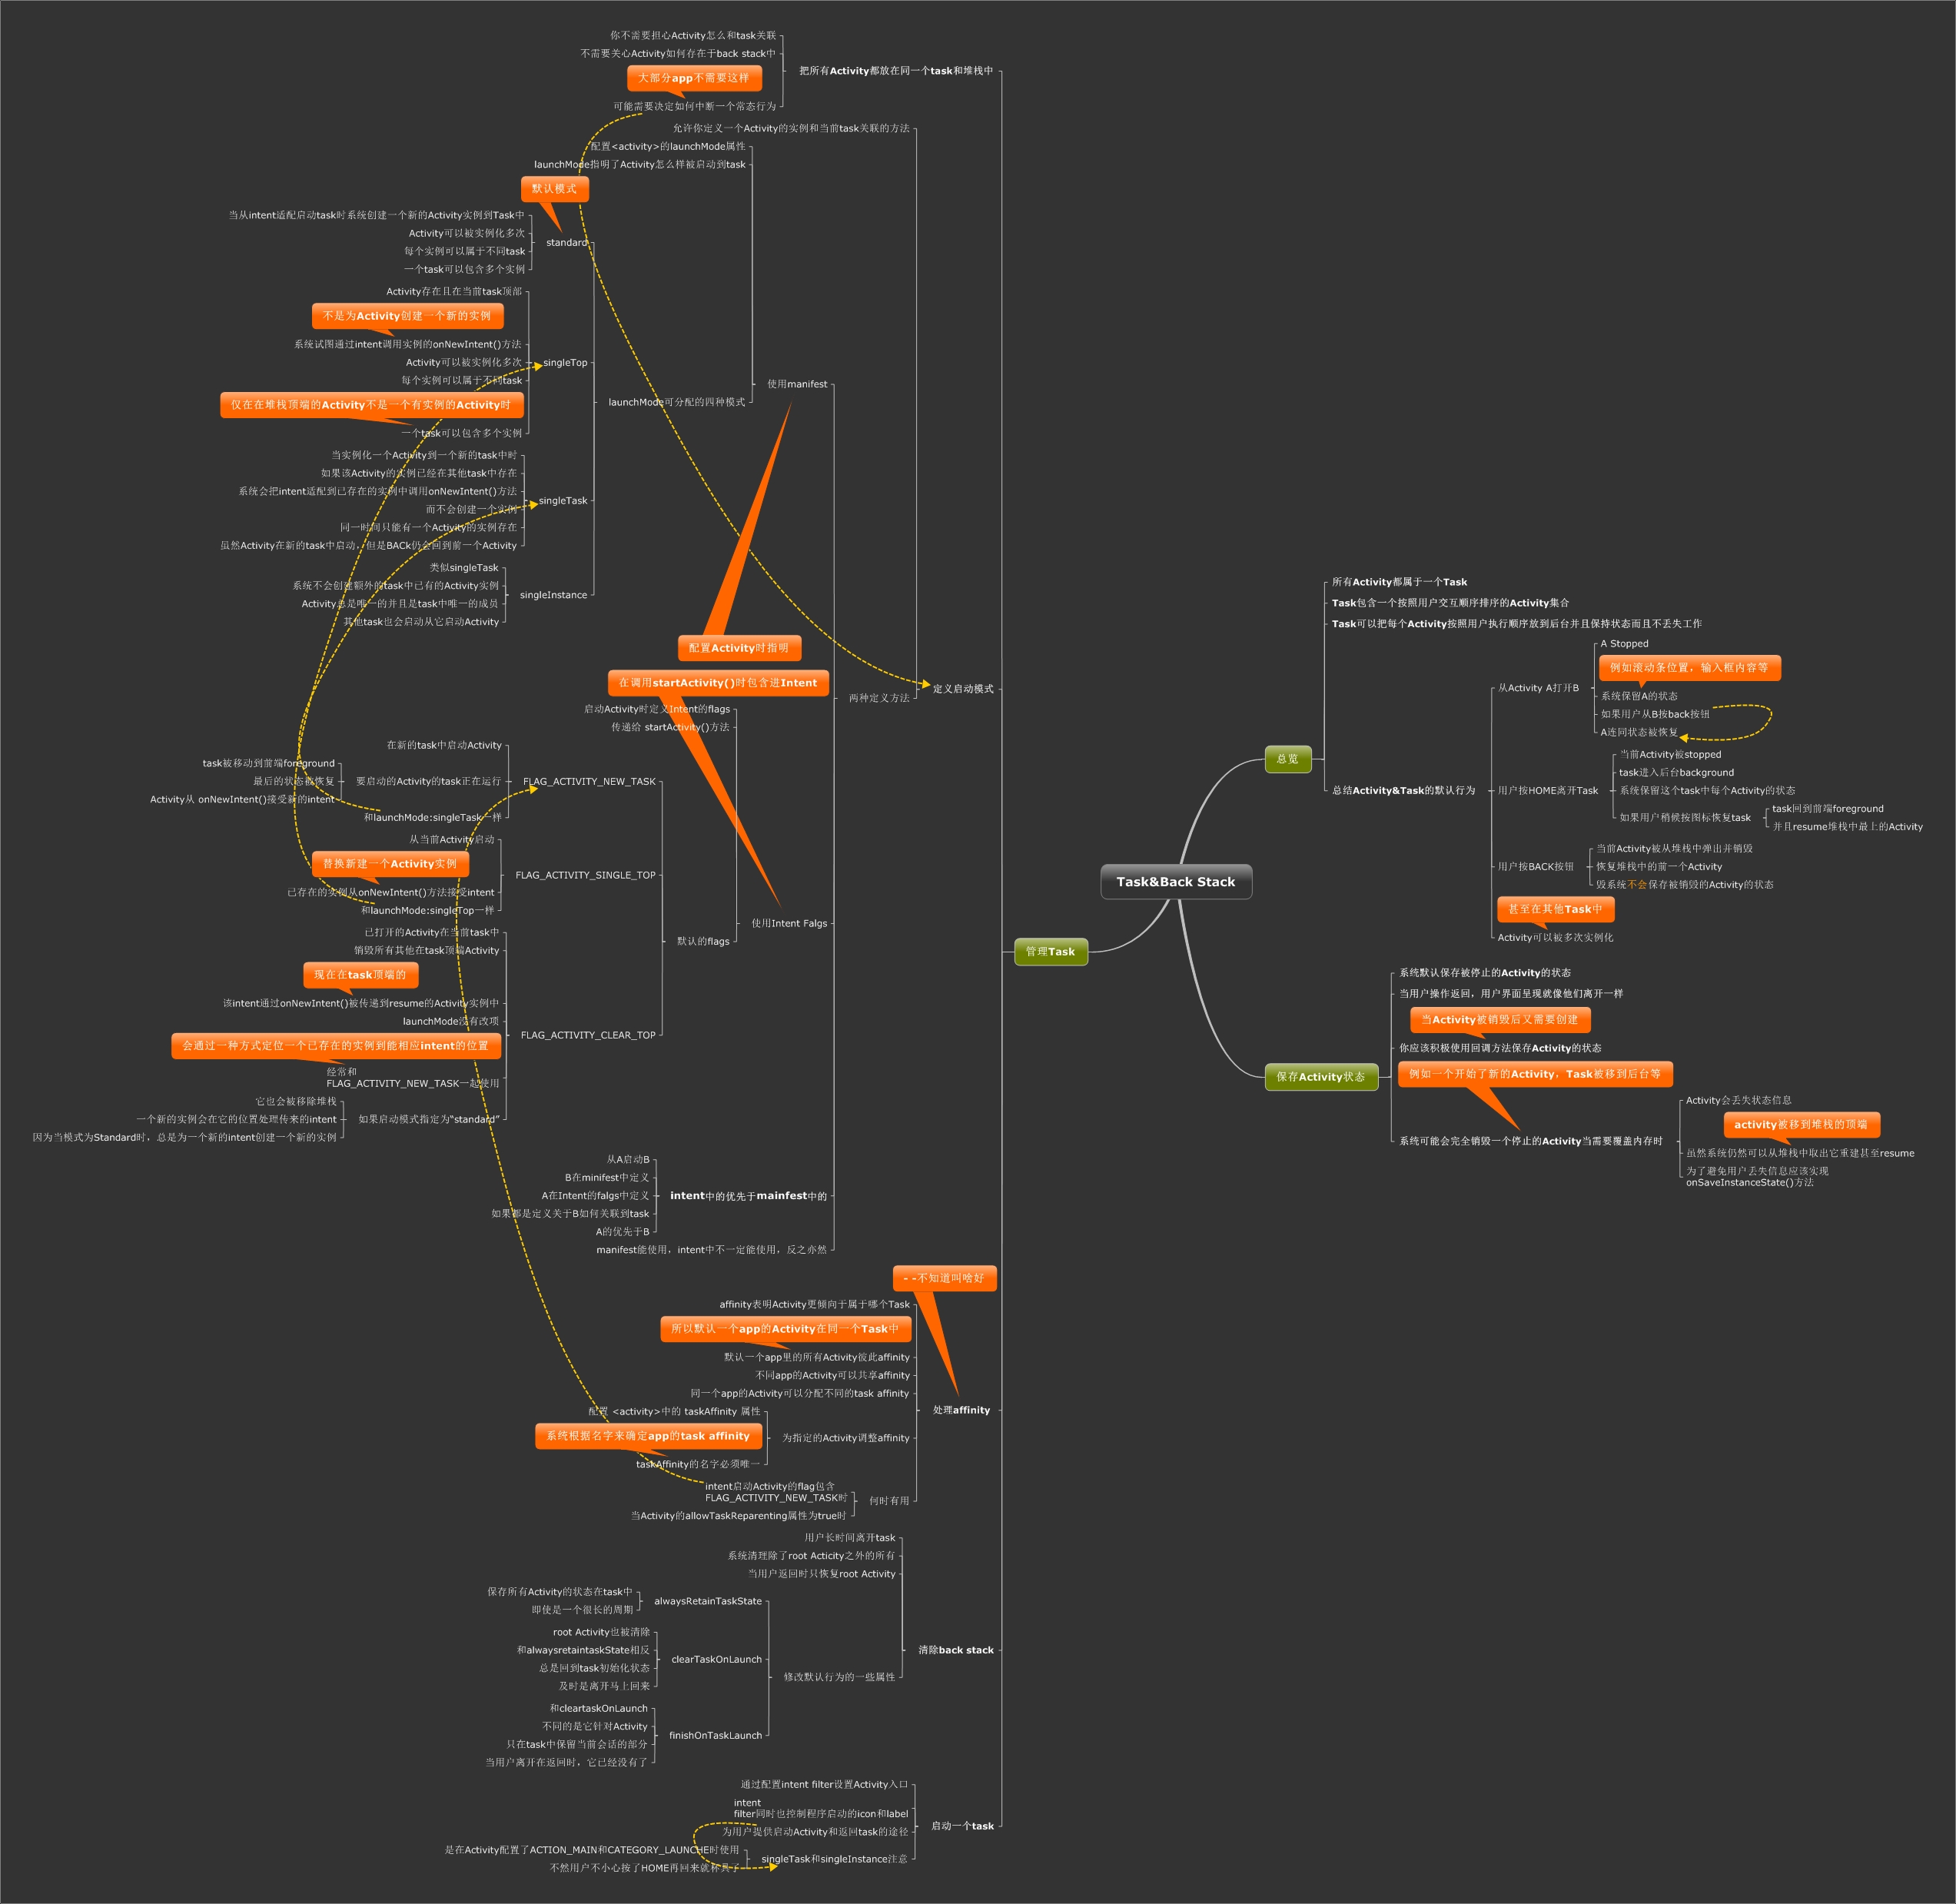 Task&Back Stack
总览
所有Activity都属于一个Task
Task包含一个按照用户交互顺序排序的Activity集合
Task可以把每个Activity按照用户执行顺序放到后台并且保持状态而且不丢失工作
总结Activity&Task的默认行为
从Activity A打开B
A Stopped
例如滚动条位置，输入框内容等
系统保留A的状态
如果用户从B按back按钮
A连同状态被恢复
用户按HOME离开Task
当前Activity被stopped
task进入后台background
系统保留这个task中每个Activity的状态
如果用户稍候按图标恢复task
task回到前端foreground
并且resume堆栈中最上的Activity
用户按BACK按钮
当前Activity被从堆栈中弹出并销毁
恢复堆栈中的前一个Activity
毁系统不会保存被销毁的Activity的状态
甚至在其他Task中
Activity可以被多次实例化
保存Activity状态
系统默认保存被停止的Activity的状态
当用户操作返回，用户界面呈现就像他们离开一样
当Activity被销毁后又需要创建
你应该积极使用回调方法保存Activity的状态
例如一个开始了新的Activity，Task被移到后台等
系统可能会完全销毁一个停止的Activity当需要覆盖内存时
Activity会丢失状态信息
activity被移到堆栈的顶端
虽然系统仍然可以从堆栈中取出它重建甚至resume
为了避免用户丢失信息应该实现
onSaveInstanceState()方法
管理Task
把所有Activity都放在同一个task和堆栈中
你不需要担心Activity怎么和task关联
不需要关心Activity如何存在于back stack中
大部分app不需要这样
可能需要决定如何中断一个常态行为
定义启动模式
允许你定义一个Activity的实例和当前task关联的方法
两种定义方法
使用manifest
配置<activity>的launchMode属性
launchMode指明了Activity怎么样被启动到task
launchMode可分配的四种模式
默认模式
standard
当从intent适配启动task时系统创建一个新的Activity实例到Task中
Activity可以被实例化多次
每个实例可以属于不同task
一个task可以包含多个实例
singleTop
Activity存在且在当前task顶部
不是为Activity创建一个新的实例
系统试图通过intent调用实例的onNewIntent()方法
Activity可以被实例化多次
每个实例可以属于不同task
仅在在堆栈顶端的Activity不是一个有实例的Activity时
一个task可以包含多个实例
singleTask
当实例化一个Activity到一个新的task中时
如果该Activity的实例已经在其他task中存在
系统会把intent适配到已存在的实例中调用onNewIntent()方法
而不会创建一个实例
同一时间只能有一个Activity的实例存在
虽然Activity在新的task中启动，但是BACk仍会回到前一个Activity
singleInstance
类似singleTask
系统不会创建额外的task中已有的Activity实例
Activity总是唯一的并且是task中唯一的成员
其他task也会启动从它启动Activity
配置Activity时指明
在调用startActivity()时包含进Intent
使用Intent Falgs
启动Activity时定义Intent的flags
传递给 startActivity()方法
默认的flags
FLAG_ACTIVITY_NEW_TASK
在新的task中启动Activity
要启动的Activity的task正在运行
task被移动到前端foreground
最后的状态被恢复
Activity从 onNewIntent()接受新的intent
和launchMode:singleTask一样
FLAG_ACTIVITY_SINGLE_TOP
从当前Activity启动
替换新建一个Activity实例
已存在的实例从onNewIntent()方法接受intent
和launchMode:singleTop一样
FLAG_ACTIVITY_CLEAR_TOP
已打开的Activity在当前task中
销毁所有其他在task顶端Activity
现在在task顶端的
该intent通过onNewIntent()被传递到resume的Activity实例中
launchMode没有改项
会通过一种方式定位一个已存在的实例到能相应intent的位置
经常和
FLAG_ACTIVITY_NEW_TASK一起使用
如果启动模式指定为“standard”
它也会被移除堆栈
一个新的实例会在它的位置处理传来的intent
因为当模式为Standard时，总是为一个新的intent创建一个新的实例
intent中的优先于mainfest中的
从A启动B
B在minifest中定义
A在Intent的falgs中定义
如果都是定义关于B如何关联到task
A的优先于B
manifest能使用，intent中不一定能使用，反之亦然
- -不知道叫啥好
处理affinity
affinity表明Activity更倾向于属于哪个Task
所以默认一个app的Activity在同一个Task中
默认一个app里的所有Activity彼此affinity
不同app的Activity可以共享affinity
同一个app的Activity可以分配不同的task affinity
为指定的Activity调整affinity
配置 <activity>中的 taskAffinity 属性
系统根据名字来确定app的task affinity
taskAffinity的名字必须唯一
何时有用
intent启动Activity的flag包含
FLAG_ACTIVITY_NEW_TASK时
当Activity的allowTaskReparenting属性为true时
清除back stack
用户长时间离开task
系统清理除了root Acticity之外的所有
当用户返回时只恢复root Activity
修改默认行为的一些属性
alwaysRetainTaskState
保存所有Activity的状态在task中
即使是一个很长的周期
clearTaskOnLaunch
root Activity也被清除
和alwaysretaintaskState相反
总是回到task初始化状态
及时是离开马上回来
finishOnTaskLaunch
和cleartaskOnLaunch
不同的是它针对Activity
只在task中保留当前会话的部分
当用户离开在返回时，它已经没有了
启动一个task
通过配置intent filter设置Activity入口
intent
filter同时也控制程序启动的icon和label
为用户提供启动Activity和返回task的途径
singleTask和singleInstance注意
是在Activity配置了ACTION_MAIN和CATEGORY_LAUNCHE时使用
不然用户不小心按了HOME再回来就杯具了